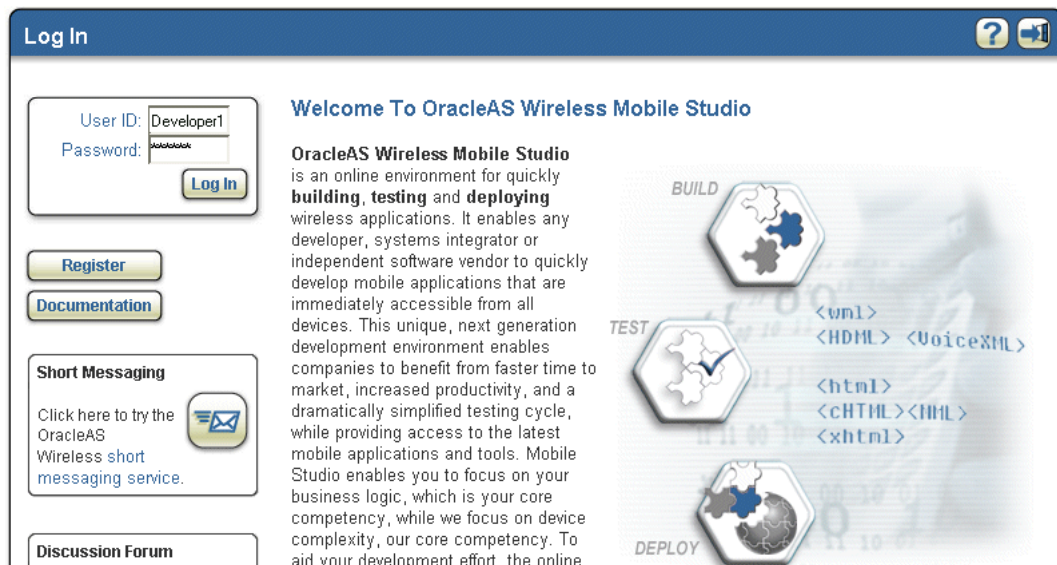 Log In
?
User ID: Developer1
Password: *******
Log In
Register
Documentation
Short Messaging
Click here to try the
OracleAS
Wireless short
messaging service.
Discussion Forum
Welcome To OracleAS Wireless Mobile Studio
OracleAS Wireless Mobile Studio
is an online environment for quickly
building, testing and deploying
wireless applications. It enables any
developer, systems integrator or
independent software vendor to quickly
develop mobile applications that are
immediately accessible from all
devices. This unique, next generation
development environment enables
companies to benefit from faster time to
market, increased productivity, and a
dramatically simplified testing cycle,
while providing access to the latest
mobile applications and tools. Mobile
Studio enables you to focus on your
business logic, which is your core
competency, while we focus on device
complexity, our core competency. To
aid your development effort, the online
BUILD
TEST
<wml>
<HDML> <VoiceXML>
<html>
<cHTML><MML>
<xhtml>
DEPLOY